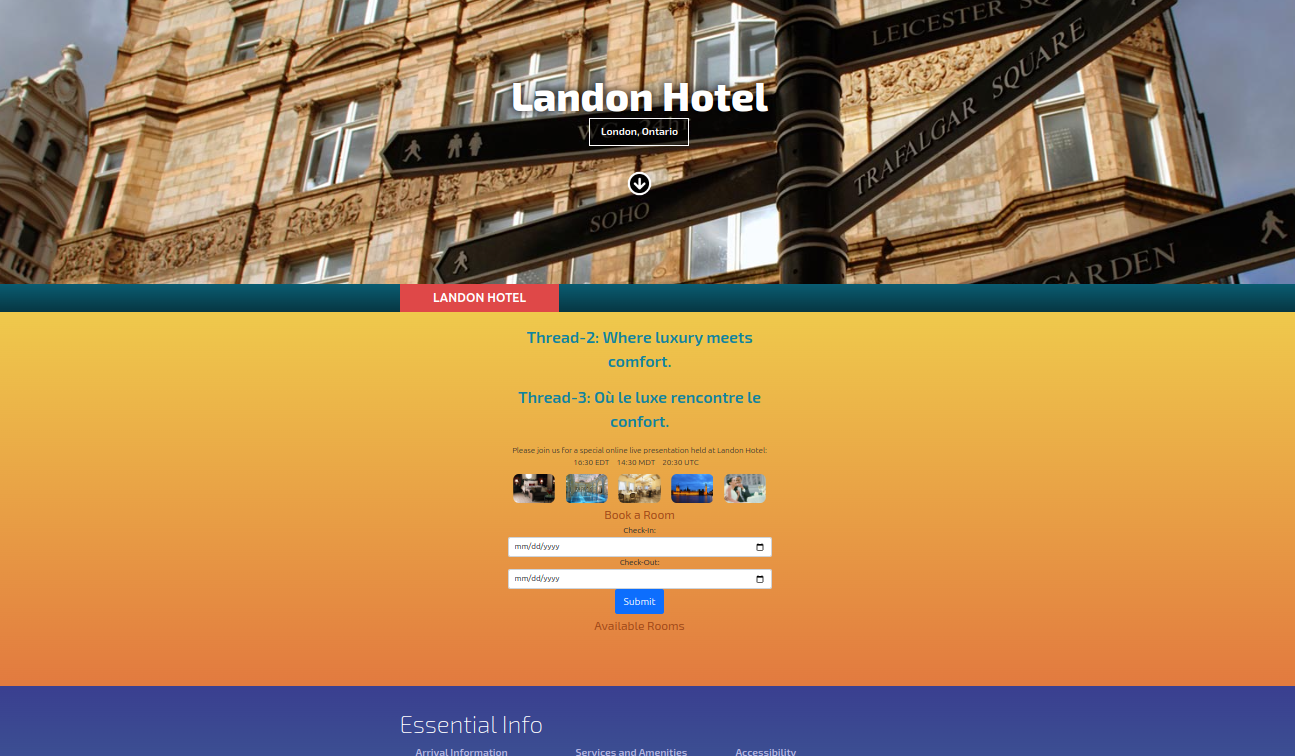 LEICESTER SQ
TRAFALGAR SQUARE
Landon Hotel
London, Ontario
SOHO
GARDEN
LANDON HOTEL
Thread-2: Where luxury meets
comfort.
Thread-3: Où le luxe rencontre le
confort.
Please join us for a special online live presentation held at Landon Hotel:
16:30 EDT 14:30 MDT 20:30 UTC
Book a Room
Check-In:
mm/dd/yyyy
Check-Out:
mm/dd/yyyy
Submit
Available Rooms
Essential Info
Arrival Information Services and Amenities Accessibility